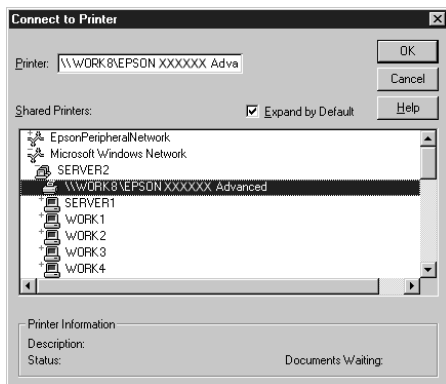 Connect to Printer
Printer: \\WORK8\EPSON XXXXXX Adva
OK
Cancel
Shared Printers:
Expand by Default
Help
EpsonPeripheralNetwork
Microsoft Windows Network
SERVER2
\\WORK8\EPSON XXXXXX Advanced
SERVER1
WORK1
WORK2
WORK3
WORK4
Printer Information
Description:
Status: Documents Waiting: